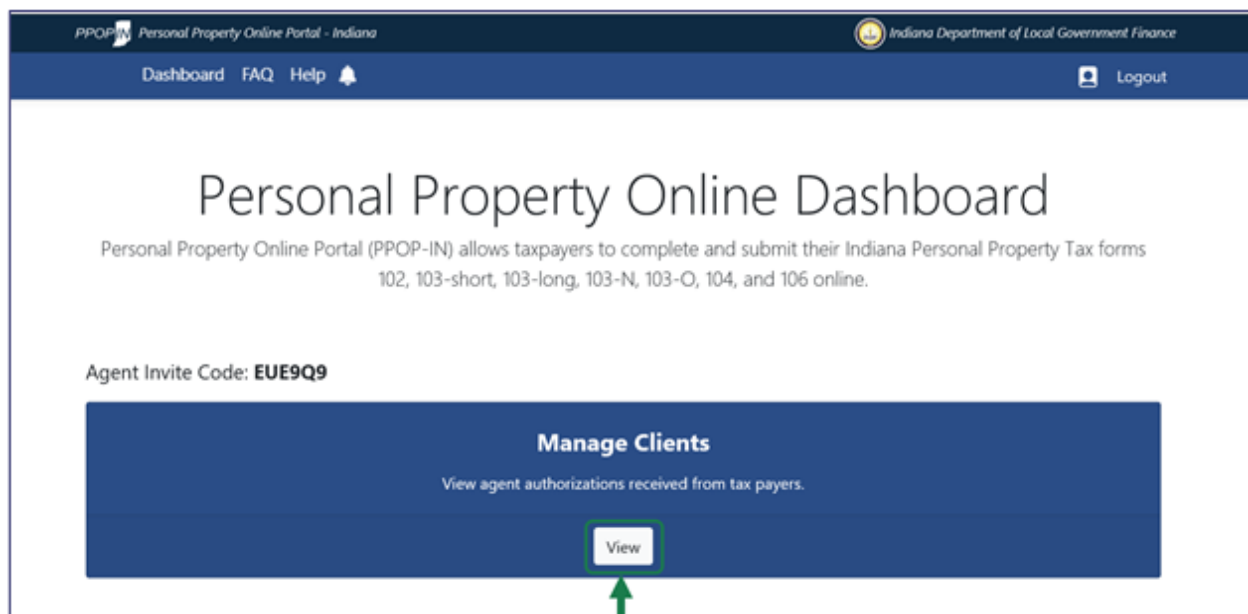 PPOP IN Personal Property Online Portal - Indiana
Indiana Department of Local Government Finance
Dashboard FAQ Help
Logout
Personal Property Online Dashboard
Personal Property Online Portal (PPOP-IN) allows taxpayers to complete and submit their Indiana Personal Property Tax forms
102, 103-short, 103-long, 103-N, 103-O, 104, and 106 online.
Agent Invite Code: EUE9Q9
Manage Clients
View agent authorizations received from tax payers.
View